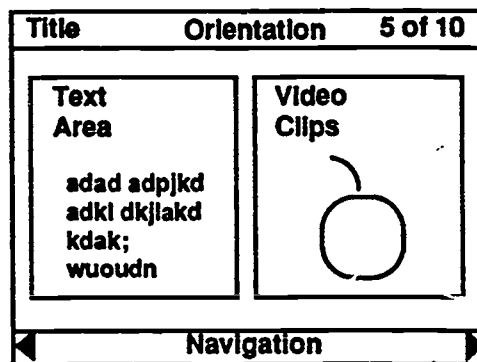 Title Orientation 5 of 10
Text
Area
adad adpjkd
adkl dkjlakd
kdak;
wuoudn
Video
Clips
Navigation